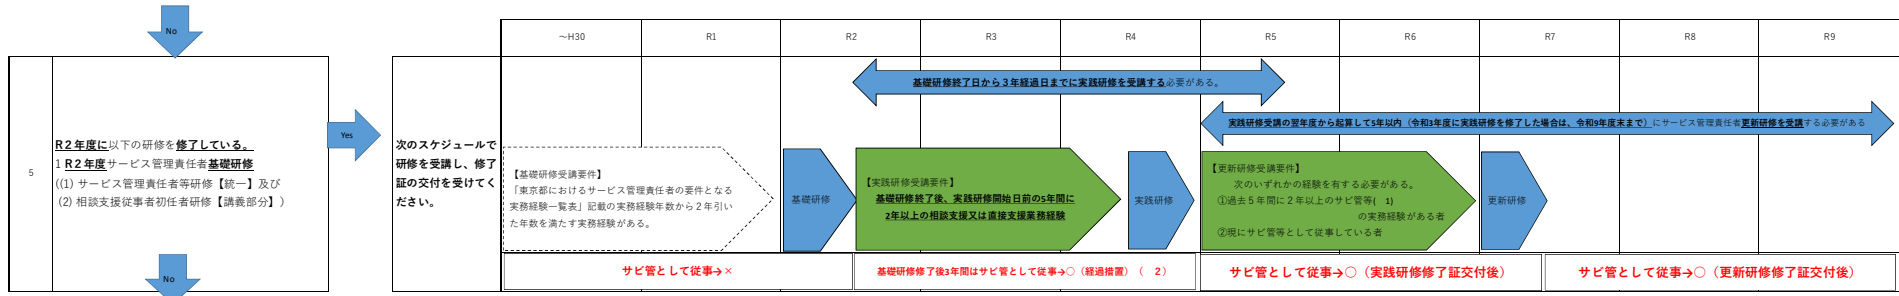 No
~H30
R1
R2
R3
R4
R5
R6
R7
R8
R9
5
R2年度に以下の研修を修了している。
1 R2年度サービス管理責任者基礎研修
((1) サービス管理責任者等研修【統一】及び
(2) 相談支援従事者初任者研修【講義部分】）
Yes
No
次のスケジュールで
研修を受講し、修了
証の交付を受けてく
ださい。
基礎研修終了日から３年経過日までに実践研修を受講する必要がある。
実践研修受講の翌年度から起算して5年以内（令和3年度に実践研修を修了した場合は、令和9年度末まで）にサービス管理責任者更新研修を受講する必要がある
【基礎研修受講要件】
「東京都におけるサービス管理責任者の要件となる
実務経験一覧表」記載の実務経験年数から２年引い
た年数を満たす実務経験がある。
基礎研修
【実践研修受講要件】
基礎研修終了後、実践研修開始日前の5年間に
2年以上の相談支援又は直接支援業務経験
実践研修
【更新研修受講要件】
次のいずれかの経験を有する必要がある。
①過去５年間に２年以上のサビ管等(　1)
の実務経験がある者
②現にサビ管等として従事している者
更新研修
サビ管として従事→×
基礎研修修了後3年間はサビ管として従事→○（経過措置）（　２）
サビ管として従事→○（実践研修修了証交付後）
サビ管として従事→○（更新研修修了証交付後）